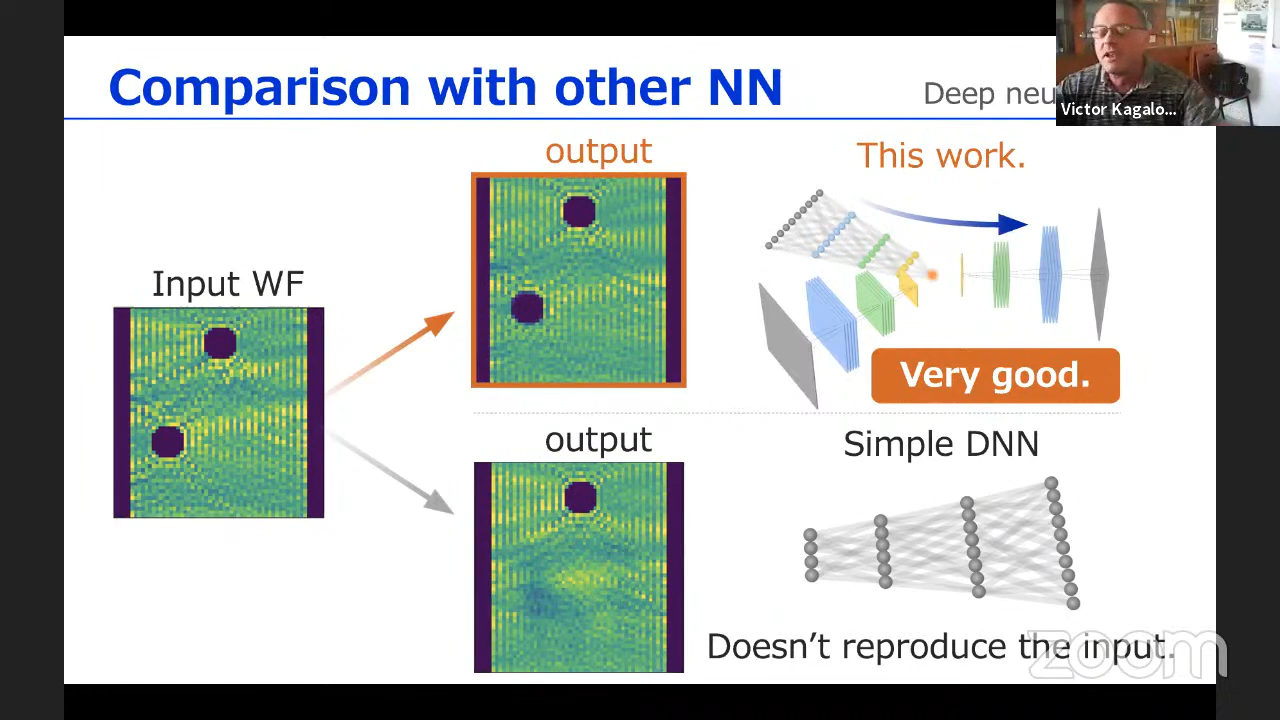 Comparison with other NN
Deep neu
Victor Kagalo...
output
This work.
Input WF
Very good.
output
Simple DNN
Doesn't reproduce the input.
zoom